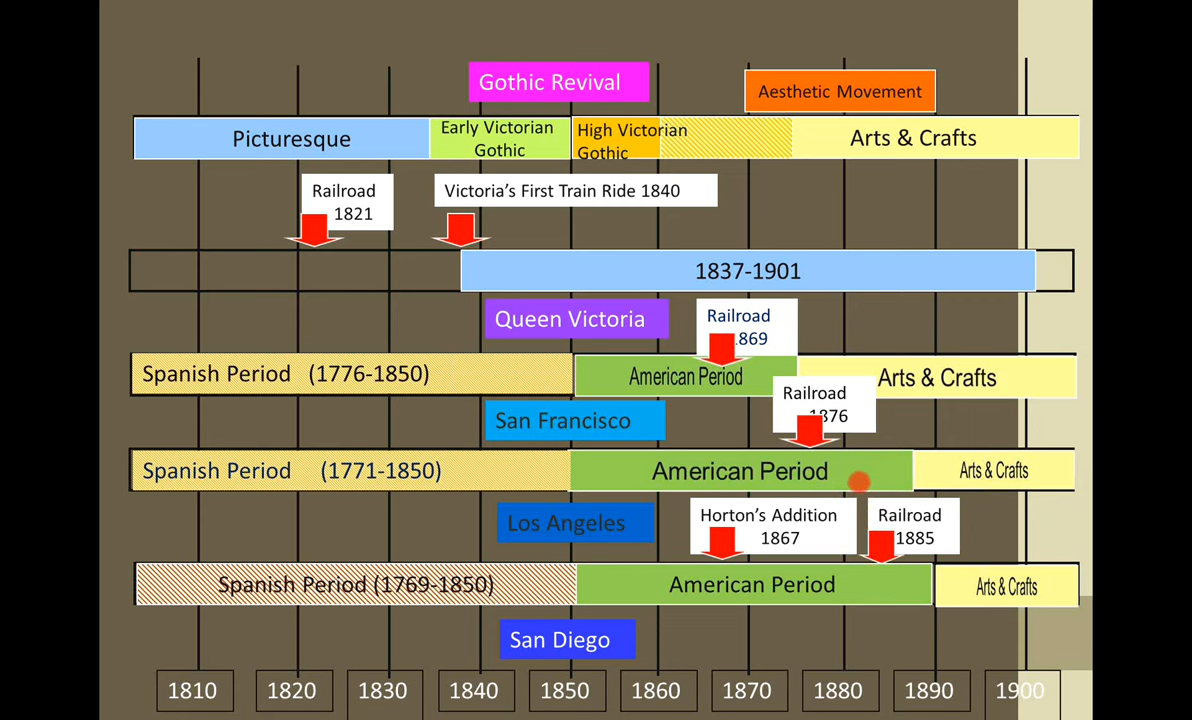 Gothic Revival
Aesthetic Movement
Picturesque
Early Victorian
Gothic
High Victorian
Gothic
Arts & Crafts
Railroad
1821
Victoria's First Train Ride 1840
1837-1901
Queen Victoria
Railroad
869
Spanish Period (1776-1850)
American Period
Arts & Crafts
Railroad
1876
San Francisco
Spanish Period (1771-1850)
American Period
Arts & Crafts
Los Angeles
Horton's Addition
1867
Railroad
1885
Spanish Period (1769-1850)
American Period
Arts & Crafts
San Diego
1810 1820 1830 1840 1850 1860 1870 1880 1890 1900